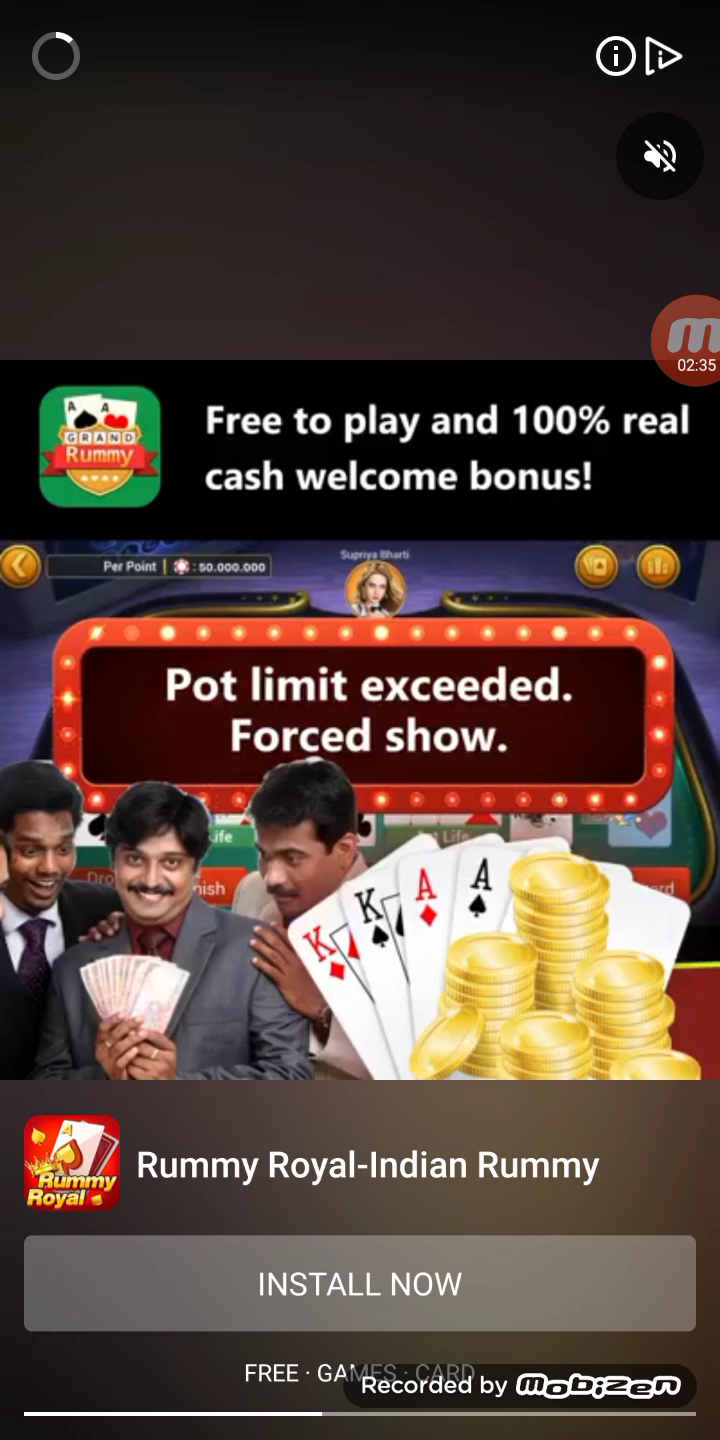 02:35
A A
GRAND
Rummy
Free to play and 100% real
cash welcome bonus!
Supriya Bharti
Per Point | : 50.000.000
Pot limit exceeded.
Forced show.
K K A A
A
Rummy
Royal
Rummy Royal-Indian Rummy
INSTALL NOW
FREE · GAMES · CARD
Recorded by mobizen